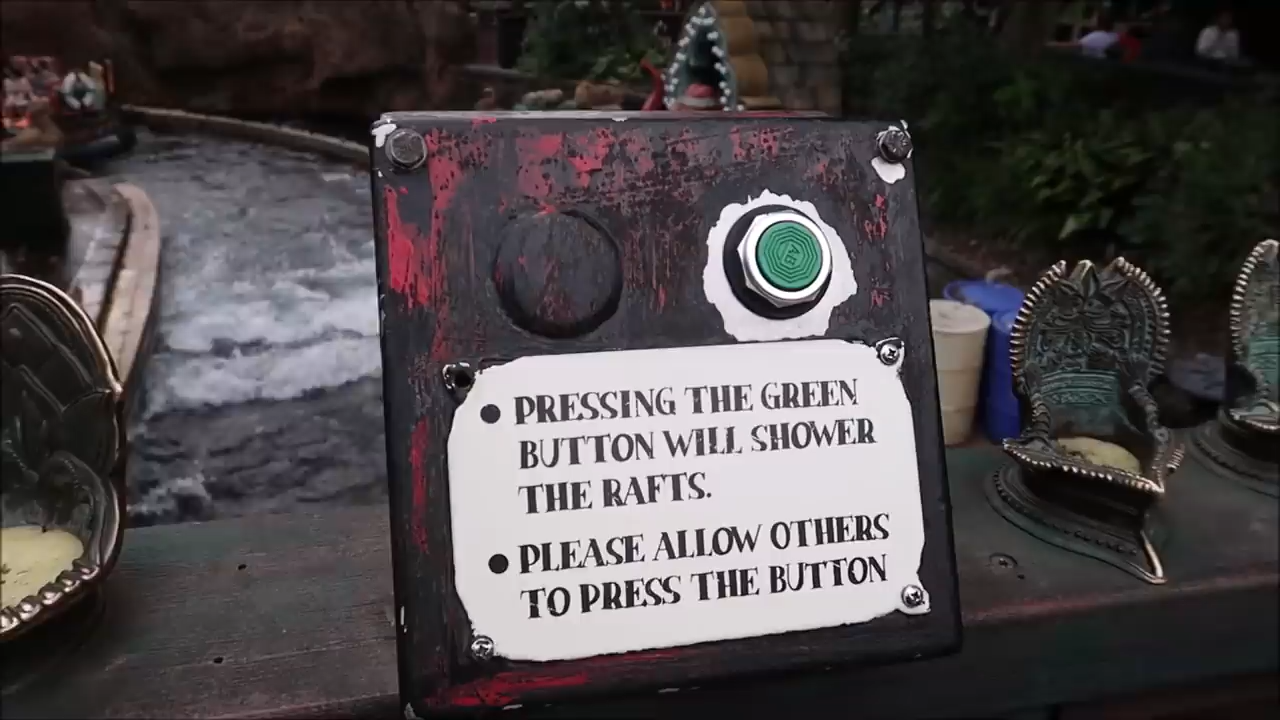 ● PRESSING THE GREEN
BUTTON WILL SHOWER
THE RAFTS.
● PLEASE ALLOW OTHERS
TO PRESS THE BUTTON